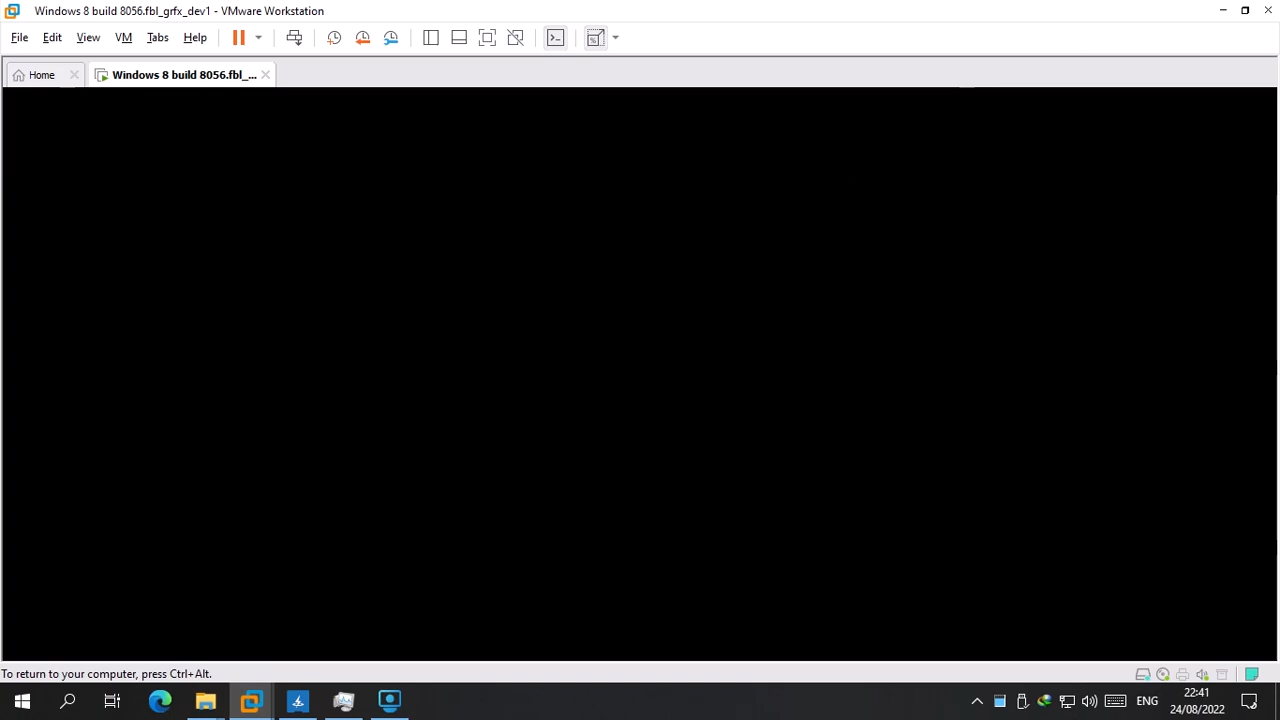 Windows 8 build 8056.fbl_grfx_dev1 - VMware Workstation
File Edit View VM Tabs Help
Home Windows 8 build 8056.fbl_...
To return to your computer, press Ctrl+Alt.
ENG 22:41
24/08/2022